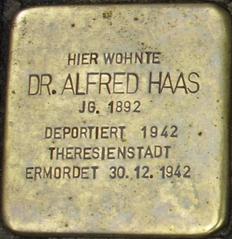 HIER WOHNTE
DR. ALFRED HAAS
JG. 1892
DEPORTIERT 1942
THERESIENSTADT
ERMORDET 30.12.1942